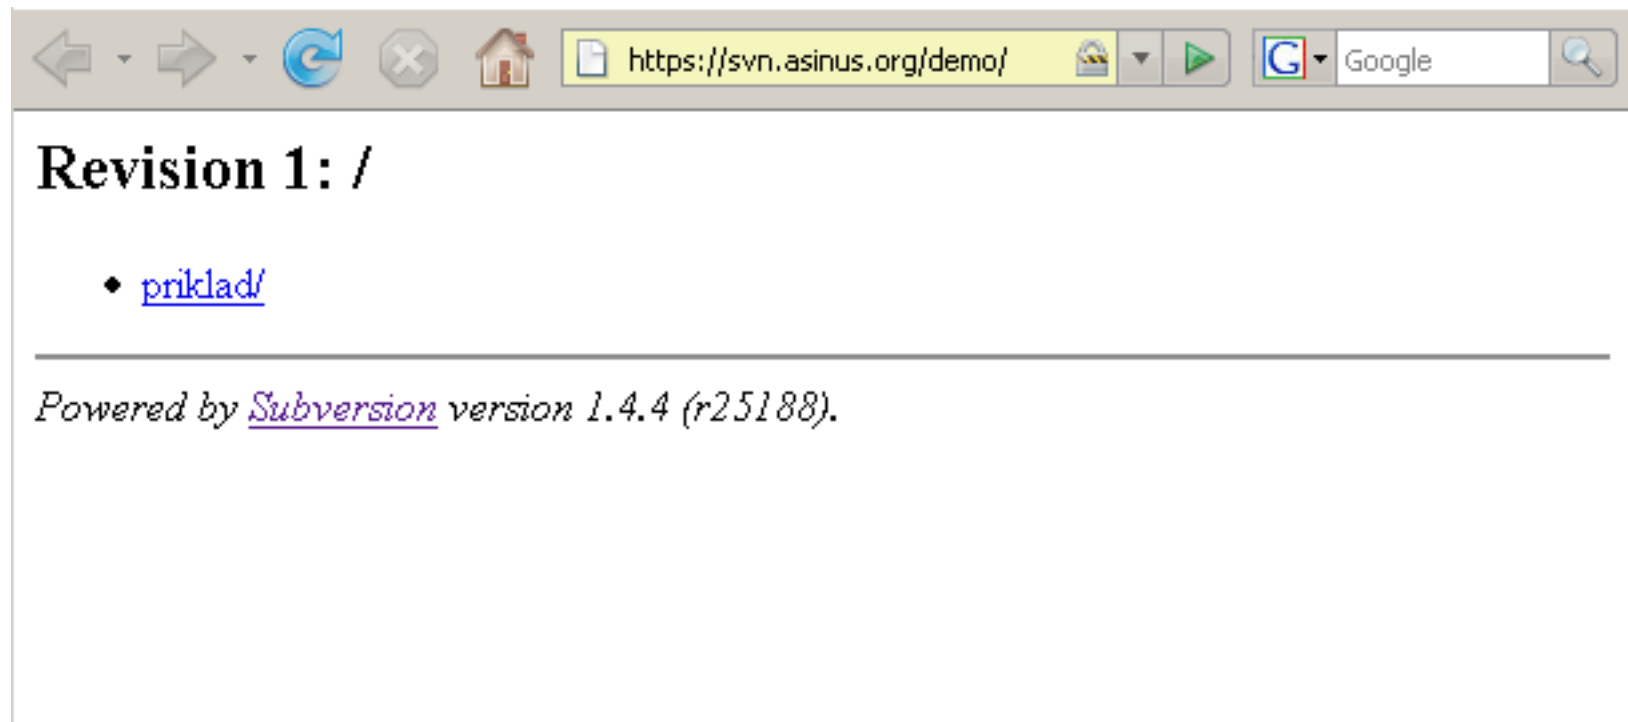 https://svn.asinus.org/demo/
G
Google
Revision 1: /
priklad/
Powered by Subversion version 1.4.4 (r25188).